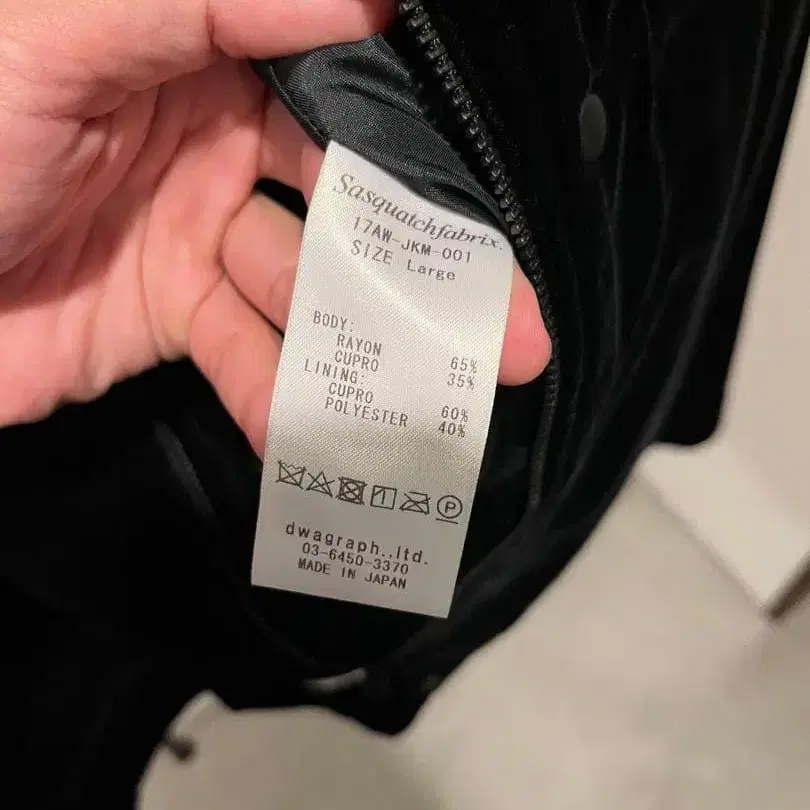 Sasquatchfabrix.
17AW-JKM-001
SIZE Large
BODY:
RAYON 65%
CUPRO 35%
LINING:
CUPRO 60%
POLYESTER 40%
P
dwagraph.,ltd.
03-6450-3370
MADE IN JAPAN